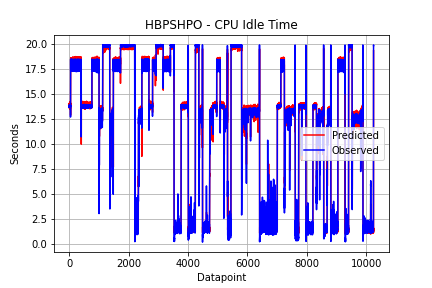 HBPSHPO - CPU Idle Time
20.0
17.5
15.0
12.5
10.0
7.5
5.0
2.5
0.0
Seconds
Predicted
Observed
0 2000 4000 6000 8000 10000
Datapoint